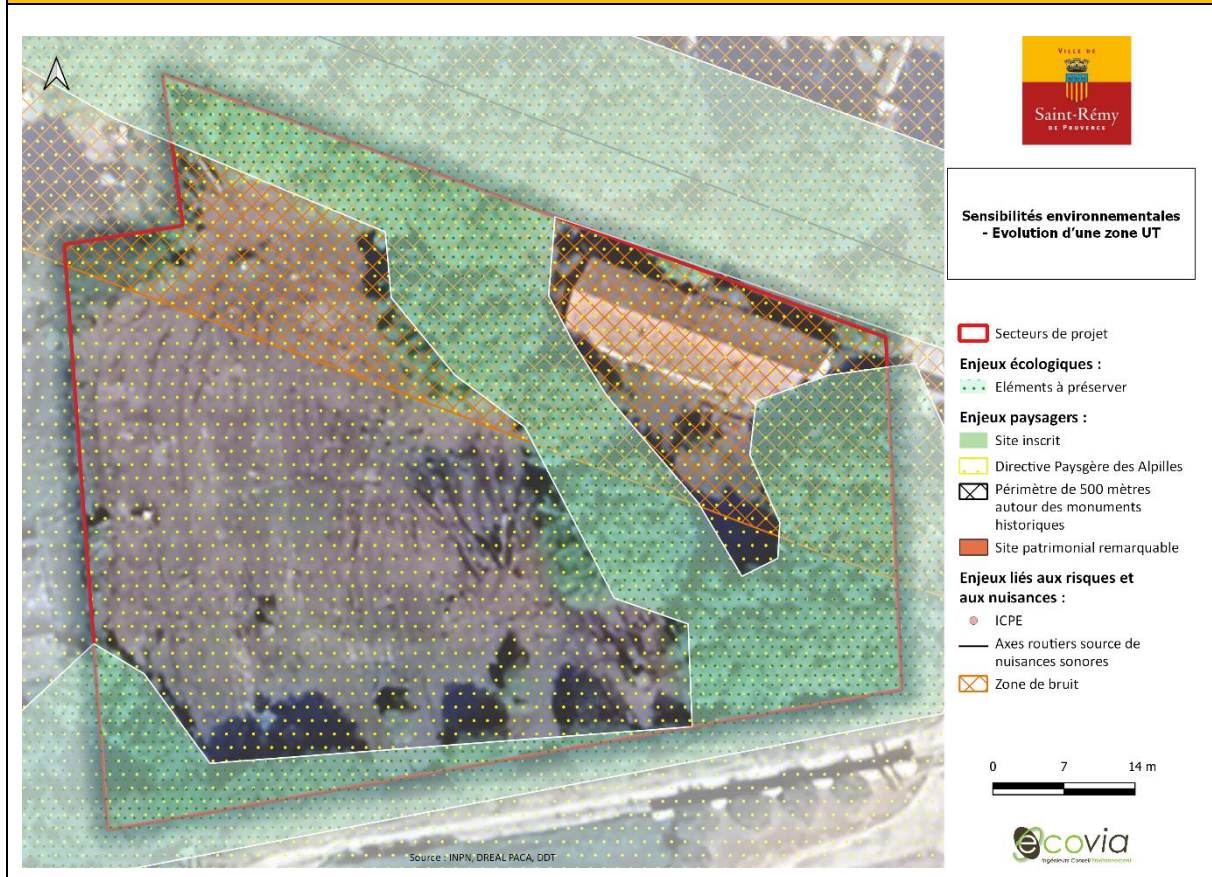 VILLE DE
Saint-Rémy
DE PROVENCE
Sensibilités environnementales
- Evolution d'une zone UT
Secteurs de projet
Enjeux écologiques :
Eléments à préserver
Enjeux paysagers :
Site inscrit
Directive Paysgère des Alpilles
Périmètre de 500 mètres
autour des monuments
historiques
Site patrimonial remarquable
Enjeux liés aux risques et
aux nuisances :
ICPE
Axes routiers source de
nuisances sonores
Zone de bruit
0 7 14 m
Source : INPN, DREAL PACA, DDT
ecovia
Ingénieurs Conseil Environnement